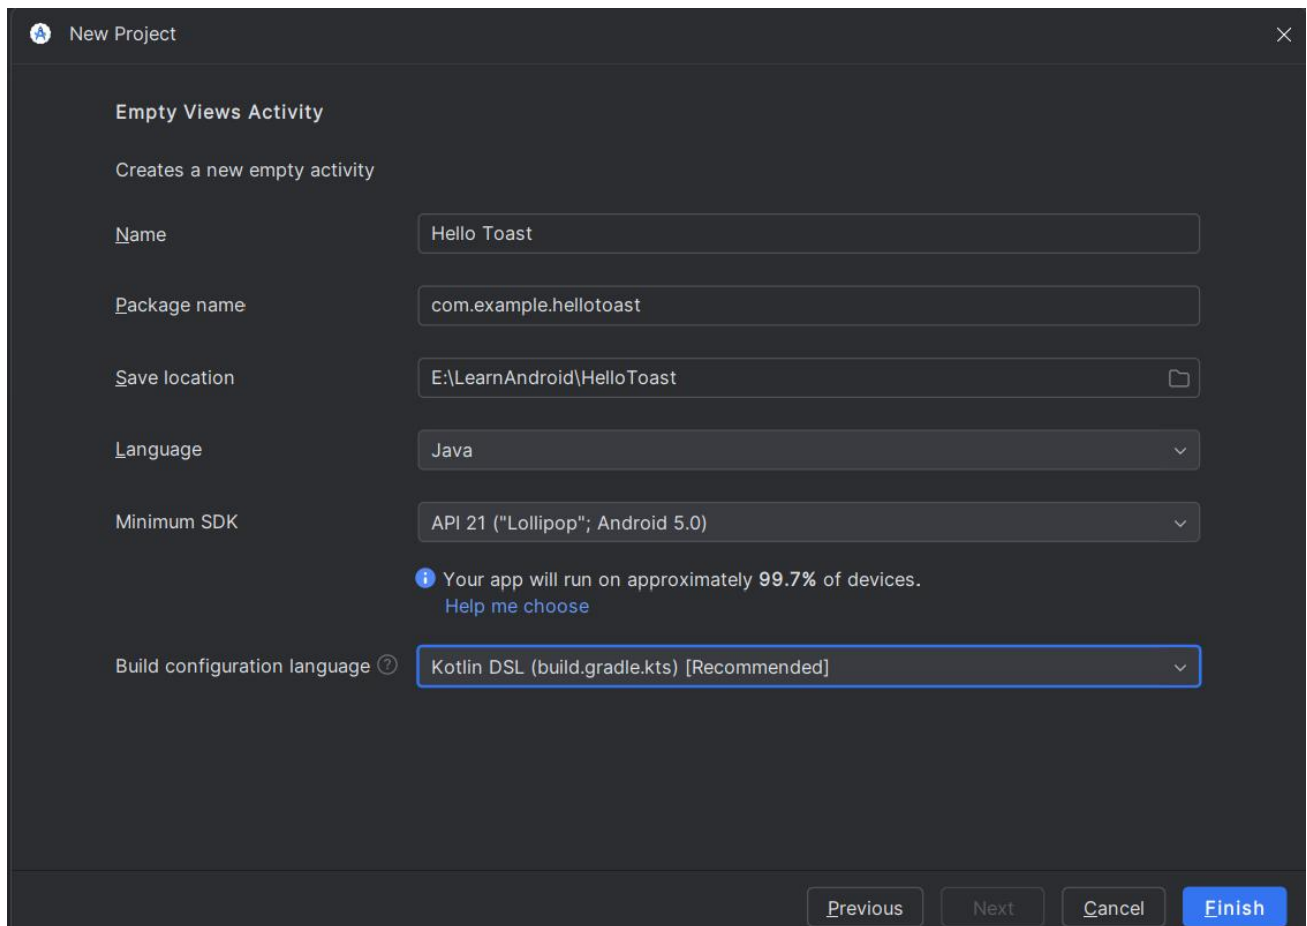 New Project
Empty Views Activity
Creates a new empty activity
Name Hello Toast
Package name com.example.hellotoast
Save location E:\LearnAndroid\HelloToast
Language Java
Minimum SDK API 21 ("Lollipop"; Android 5.0)
Your app will run on approximately 99.7% of devices.
Help me choose
Build configuration language Kotlin DSL (build.gradle.kts) [Recommended]
Previous Next Cancel Finish